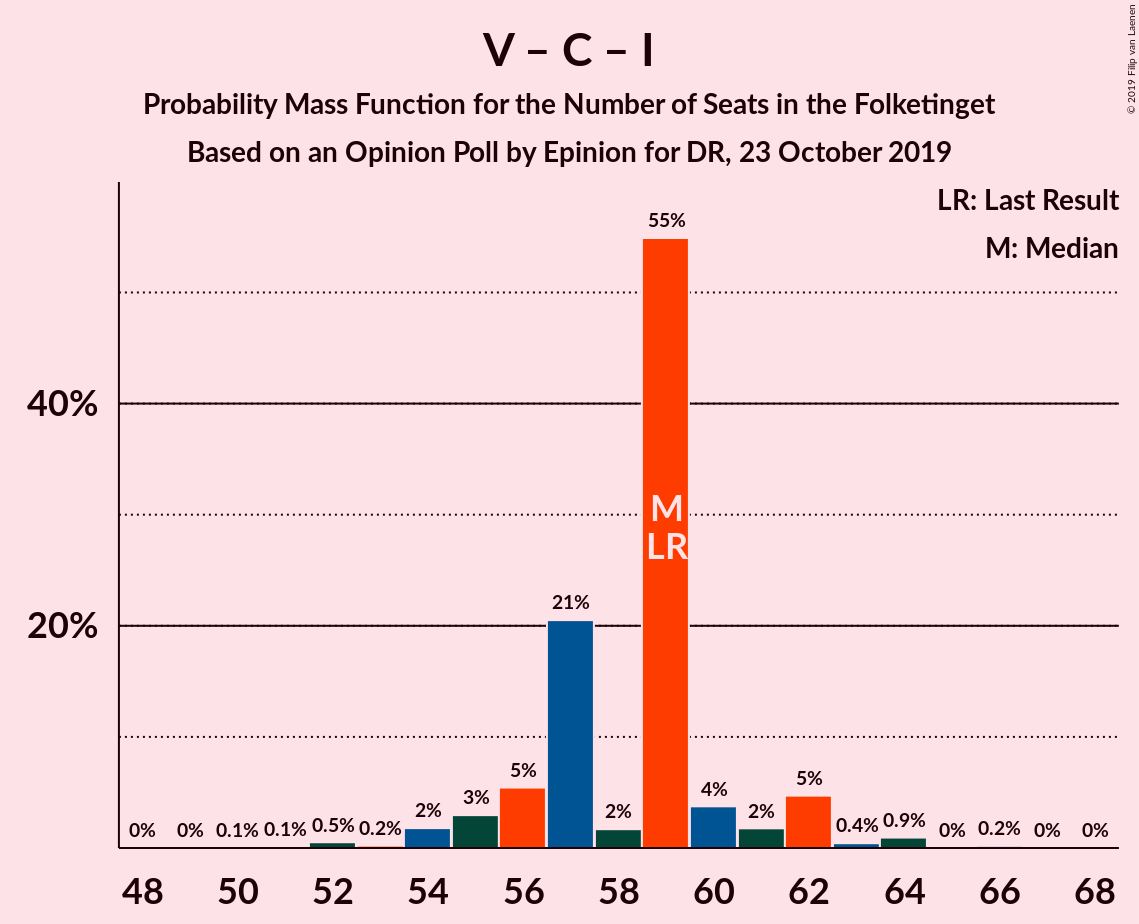 V – C – I
Probability Mass Function for the Number of Seats in the Folketinget
Based on an Opinion Poll by Epinion for DR, 23 October 2019
© 2019 Filip van Laenen
LR: Last Result
M: Median
55%
40%
M
LR
21%
20%
5%
5%
4%
3%
2%
2%
2%
0.9%
0% 0% 0.1% 0.1% 0.5% 0.2% 0.4% 0% 0.2% 0% 0%
48 50 52 54 56 58 60 62 64 66 68